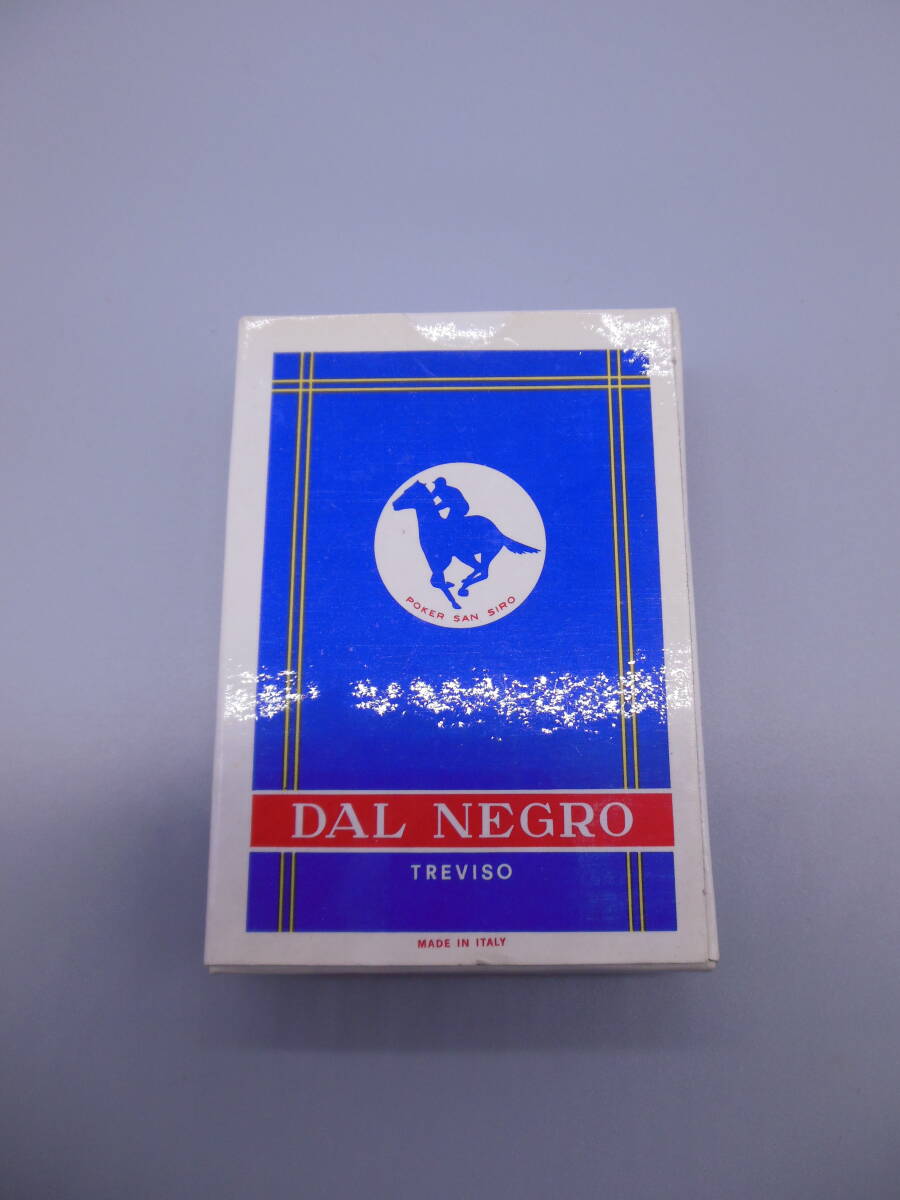 POKER SAN SIRO
DAL NEGRO
TREVISO
MADE IN ITALY